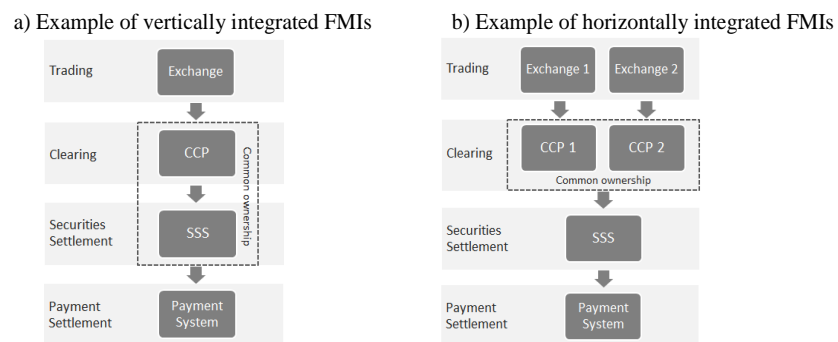 a) Example of vertically integrated FMIs
Trading
Exchange
Clearing
CCP
Common ownership
Securities
Settlement
SSS
Payment
Settlement
Payment
System
b) Example of horizontally integrated FMIs
Trading
Exchange 1
Exchange 2
Clearing
CCP 1
CCP 2
Common ownership
Securities
Settlement
SSS
Payment
Settlement
Payment
System